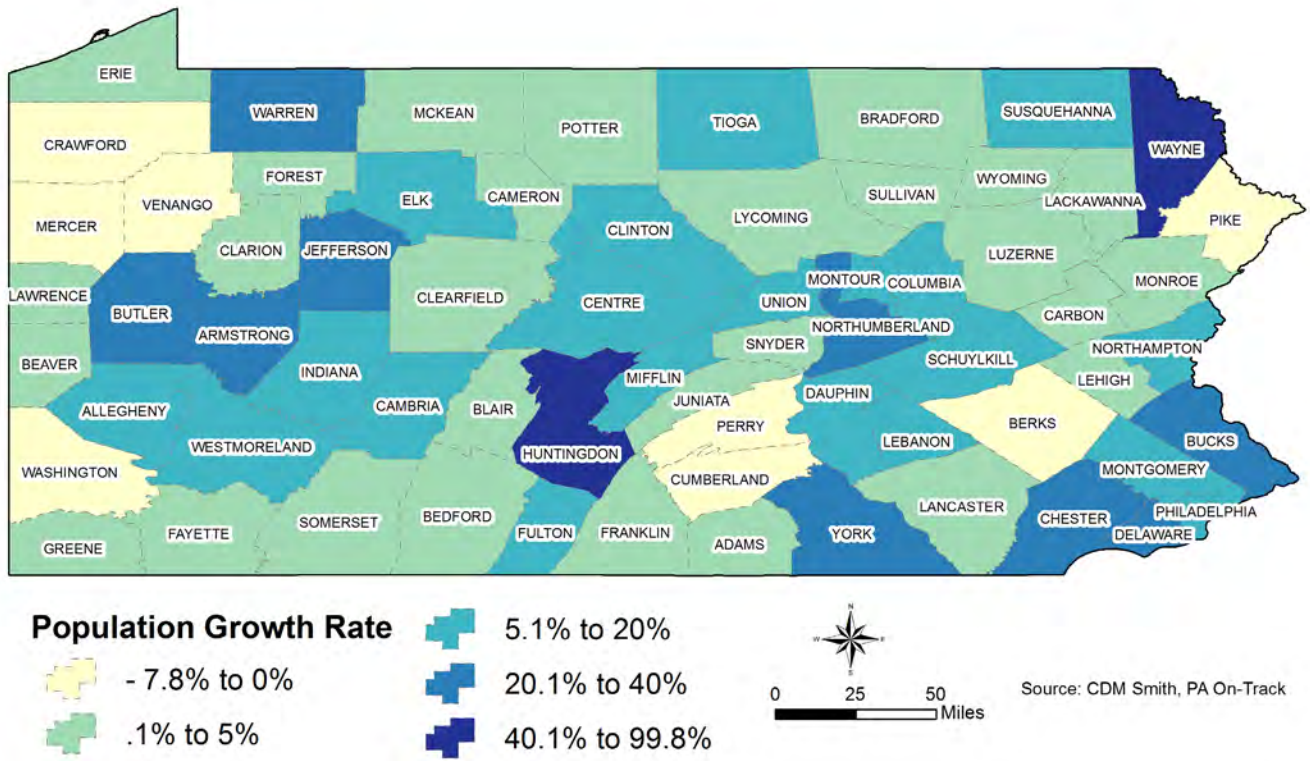 ERIE
WARREN
MCKEAN
POTTER
TIOGA
BRADFORD
SUSQUEHANNA
WAYNE
CRAWFORD
FOREST
ELK
CAMERON
SULLIVAN
WYOMING
LACKAWANNA
PIKE
MERCER
VENANGO
CLARION
JEFFERSON
CLINTON
LYCOMING
LUZERNE
MONROE
LAWRENCE
BUTLER
ARMSTRONG
CLEARFIELD
CENTRE
UNION
MONTOUR
COLUMBIA
CARBON
BEAVER
INDIANA
SNYDER
NORTHUMBERLAND
SCHUYLKILL
NORTHAMPTON
ALLEGHENY
WESTMORELAND
CAMBRIA
BLAIR
MIFFLIN
JUNIATA
DAUPHIN
LEHIGH
WASHINGTON
HUNTINGDON
PERRY
LEBANON
BERKS
BUCKS
CUMBERLAND
MONTGOMERY
GREENE
FAYETTE
SOMERSET
BEDFORD
FULTON
FRANKLIN
ADAMS
YORK
LANCASTER
CHESTER
PHILADELPHIA
DELAWARE
Population Growth Rate
- 7.8% to 0%
.1% to 5%
5.1% to 20%
20.1% to 40%
40.1% to 99.8%
N
W
E
S
0 25 50
Miles
Source: CDM Smith, PA On-Track